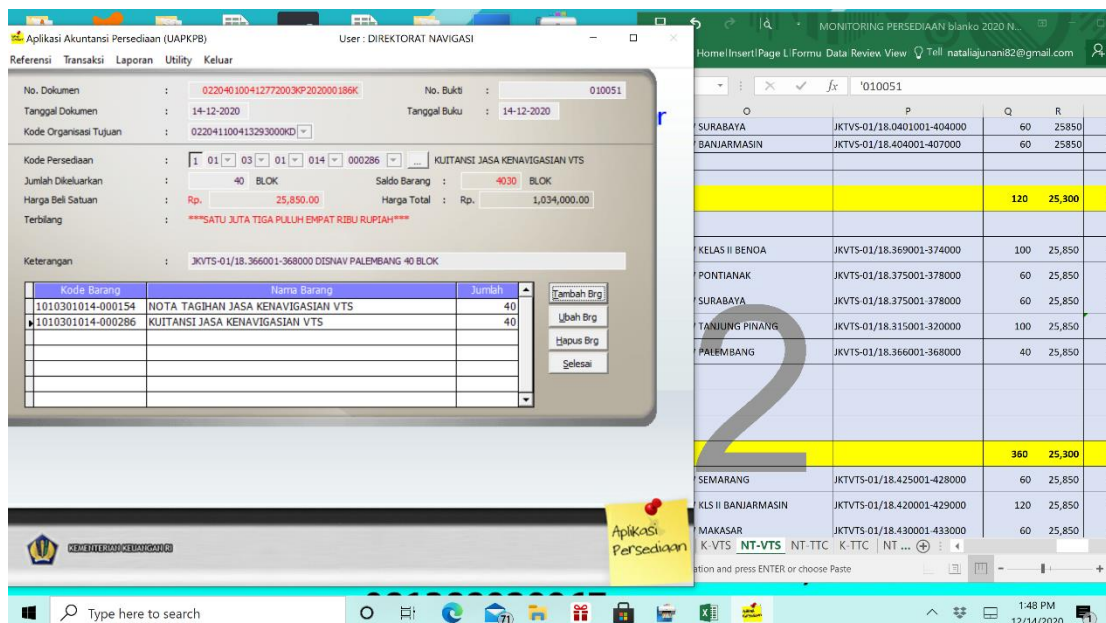 Aplikasi Akuntansi Persediaan (UAPKPB) User : DIREKTORAT NAVIGASI
Referensi Transaksi Laporan Utility Keluar
No. Dokumen : 022040100412772003KP202000186K No. Bukti : 010051
Tanggal Dokumen : 14-12-2020 Tanggal Buku : 14-12-2020
Kode Organisasi Tujuan : 022041100413293000KD
Kode Persediaan : 1 01 03 01 014 000286 ... KUITANSI JASA KENAVIGASIAN VTS
Jumlah Dikeluarkan : 40 BLOK Saldo Barang : 4030 BLOK
Harga Beli Satuan : Rp. 25,850.00 Harga Total : Rp. 1,034,000.00
Terbilang : ***SATU JUTA TIGA PULUH EMPAT RIBU RUPIAH***
Keterangan : JKVTS-01/18.366001-368000 DISNAV PALEMBANG 40 BLOK
Kode Barang Nama Barang Jumlah
1010301014-000154 NOTA TAGIHAN JASA KENAVIGASIAN VTS 40
1010301014-000286 KUITANSI JASA KENAVIGASIAN VTS 40
Tambah Brg
Ubah Brg
Hapus Brg
Selesai
KEMENTERIAN KEUANGAN RI
Aplikasi
Persediaan
MONITORING PERSEDIAAN blanko 2020 N...
Home Insert Page L Formu Data Review View Tell nataliajunani82@gmail.com
fx '010051
O P Q R
SURABAYA JKTVS-01/18.0401001-404000 60 25850
BANJARMASIN JKTVS-01/18.404001-407000 60 25850
120 25,300
KELAS II BENOA JKVTS-01/18.369001-374000 100 25,850
PONTIANAK JKVTS-01/18.375001-378000 60 25,850
SURABAYA JKVTS-01/18.375001-378000 60 25,850
TANJUNG PINANG JKVTS-01/18.315001-320000 100 25,850
PALEMBANG JKVTS-01/18.366001-368000 40 25,850
2
360 25,300
SEMARANG JKTVTS-01/18.425001-428000 60 25,850
KLS II BANJARMASIN JKTVTS-01/18.420001-429000 120 25,850
MAKASAR JKTVTS-01/18.430001-433000 60 25,850
K-VTS NT-VTS NT-TTC K-TTC NT ...
ation and press ENTER or choose Paste
Type here to search
71
1:48 PM
12/14/2020